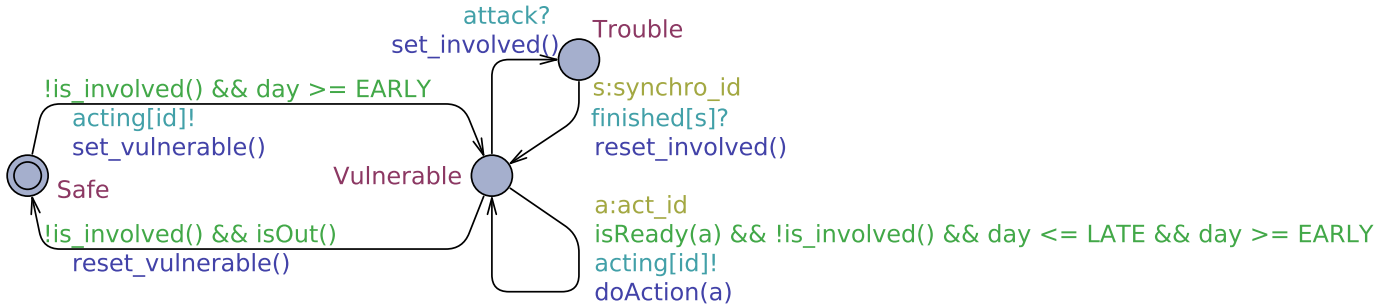 attack?
set_involved()
Trouble
!is_involved() && day >= EARLY
acting[id]!
set_vulnerable()
s:synchro_id
finished[s]?
reset_involved()
Safe
Vulnerable
!is_involved() && isOut()
reset_vulnerable()
a:act_id
isReady(a) && !is_involved() && day <= LATE && day >= EARLY
acting[id]!
doAction(a)